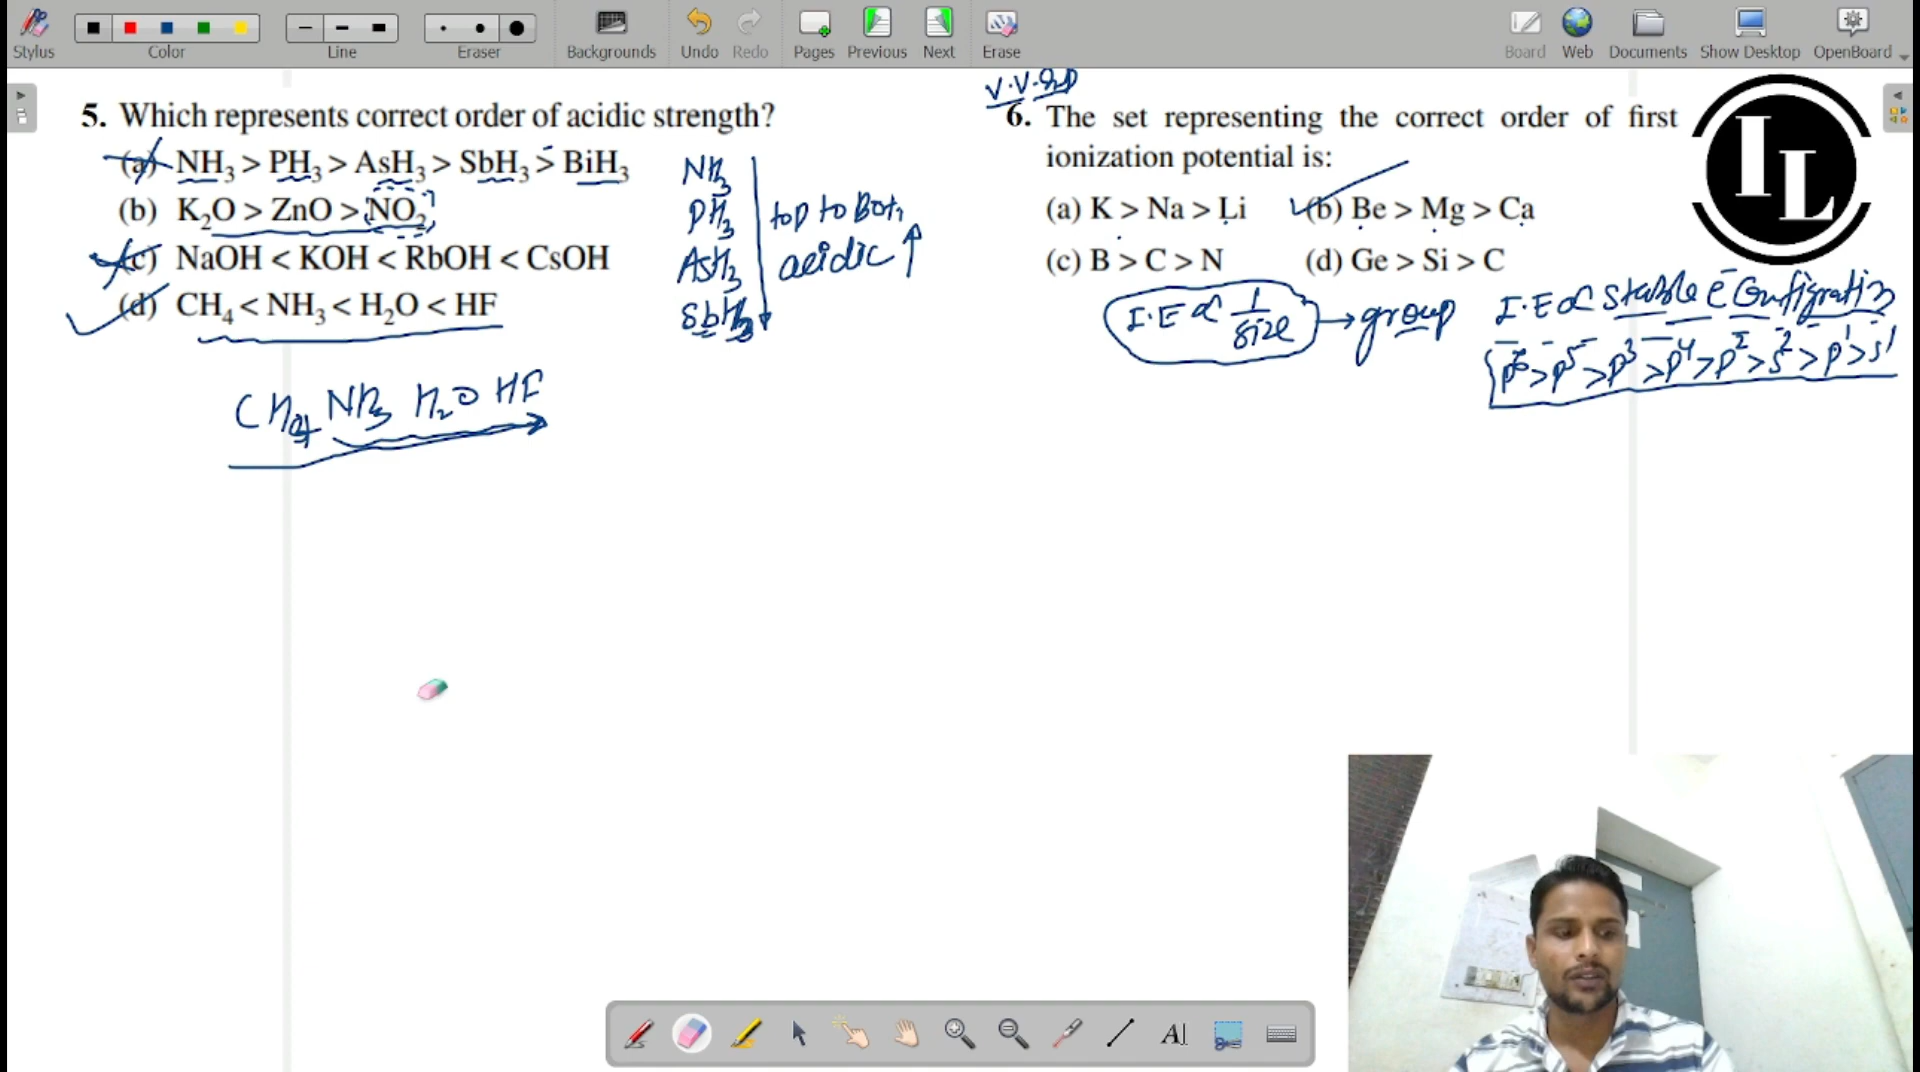 Stylus Color Line Eraser Backgrounds Undo Redo Pages Previous Next Erase Board Web Documents Show Desktop OpenBoard
5. Which represents correct order of acidic strength?
(a) NH₃ > PH₃ > AsH₃ > SbH₃ > BiH₃
(b) K₂O > ZnO > NO₂
(c) NaOH < KOH < RbOH < CsOH
(d) CH₄ < NH₃ < H₂O < HF
NH₃
PH₃
AsH₃
SbH₃
top to Bottm
acidic ↑
CH₄ NH₃ H₂O HF
V.V.Imp
6. The set representing the correct order of first
ionization potential is:
(a) K > Na > Li (b) Be > Mg > Ca
(c) B > C > N (d) Ge > Si > C
I.E ∝ 1/size → group
I.E ∝ stable e⁻ Configration
p⁶ > p⁵ > p³ > p⁴ > p² > s² > p¹ > s¹
IL